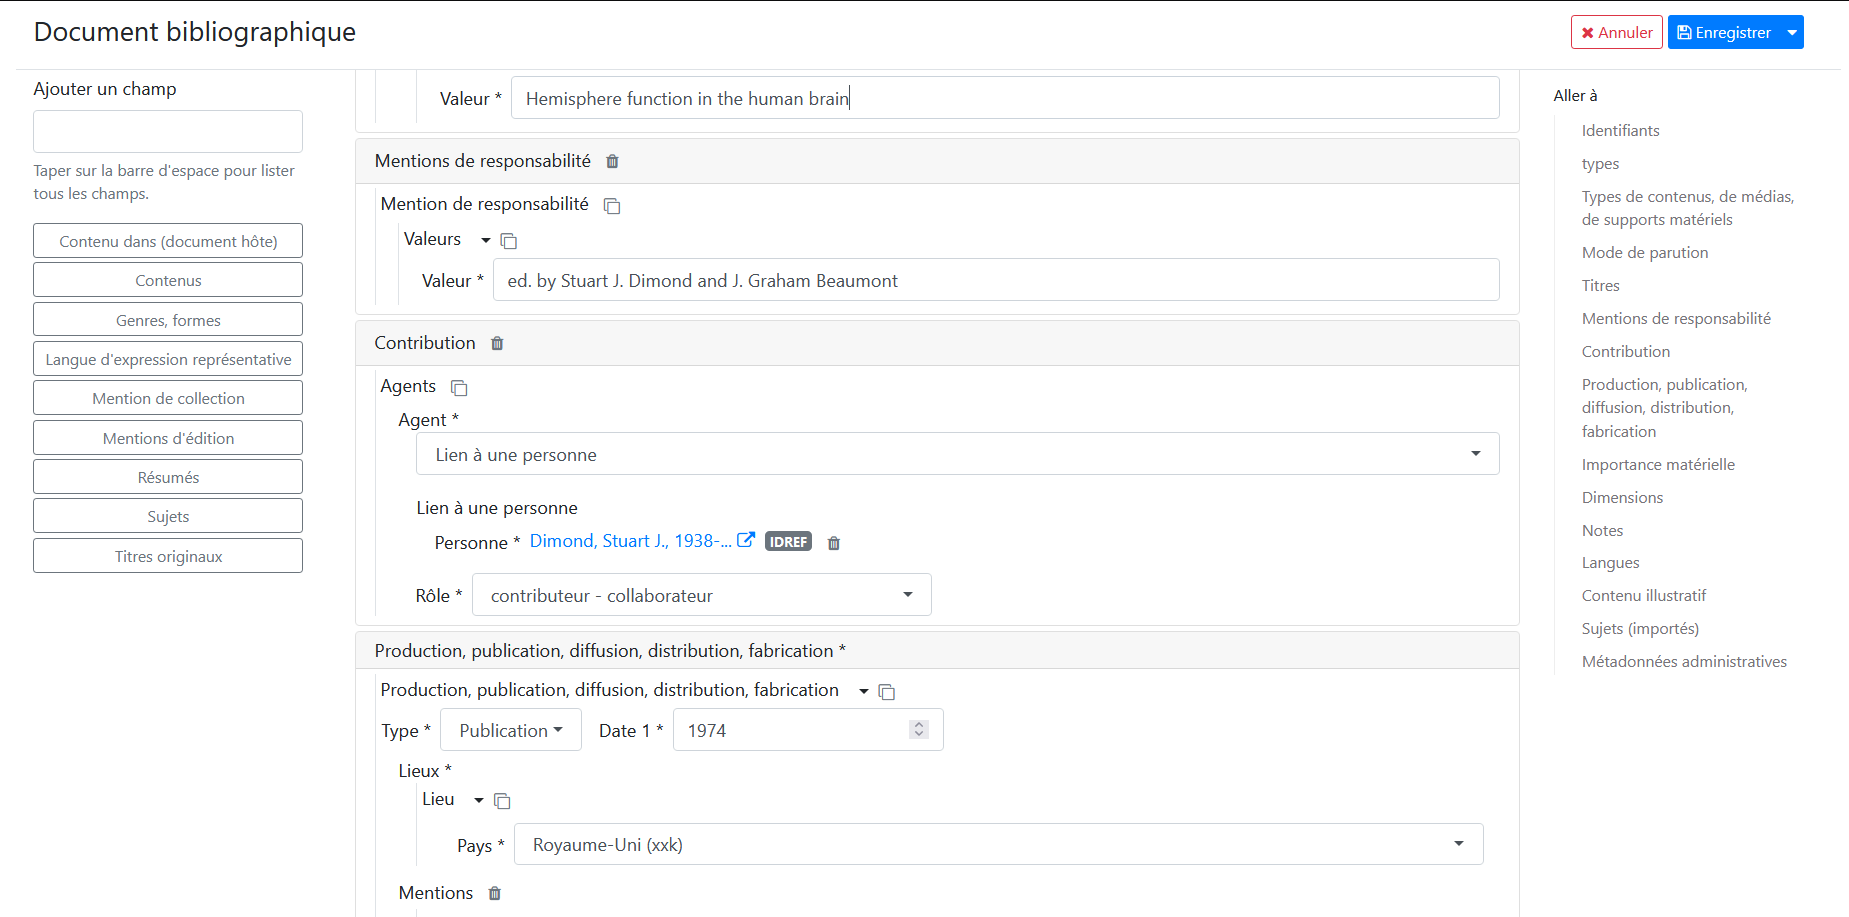 Document bibliographique
Annuler
Enregistrer
Ajouter un champ
Taper sur la barre d'espace pour lister
tous les champs.
Contenu dans (document hôte)
Contenus
Genres, formes
Langue d'expression représentative
Mention de collection
Mentions d'édition
Résumés
Sujets
Titres originaux
Valeur * Hemisphere function in the human brain
Mentions de responsabilité
Mention de responsabilité
Valeurs
Valeur * ed. by Stuart J. Dimond and J. Graham Beaumont
Contribution
Agents
Agent *
Lien à une personne
Lien à une personne
Personne * Dimond, Stuart J., 1938-... IDREF
Rôle * contributeur - collaborateur
Production, publication, diffusion, distribution, fabrication *
Production, publication, diffusion, distribution, fabrication
Type * Publication Date 1 * 1974
Lieux *
Lieu
Pays * Royaume-Uni (xxk)
Mentions
Aller à
Identifiants
types
Types de contenus, de médias,
de supports matériels
Mode de parution
Titres
Mentions de responsabilité
Contribution
Production, publication,
diffusion, distribution,
fabrication
Importance matérielle
Dimensions
Notes
Langues
Contenu illustratif
Sujets (importés)
Métadonnées administratives